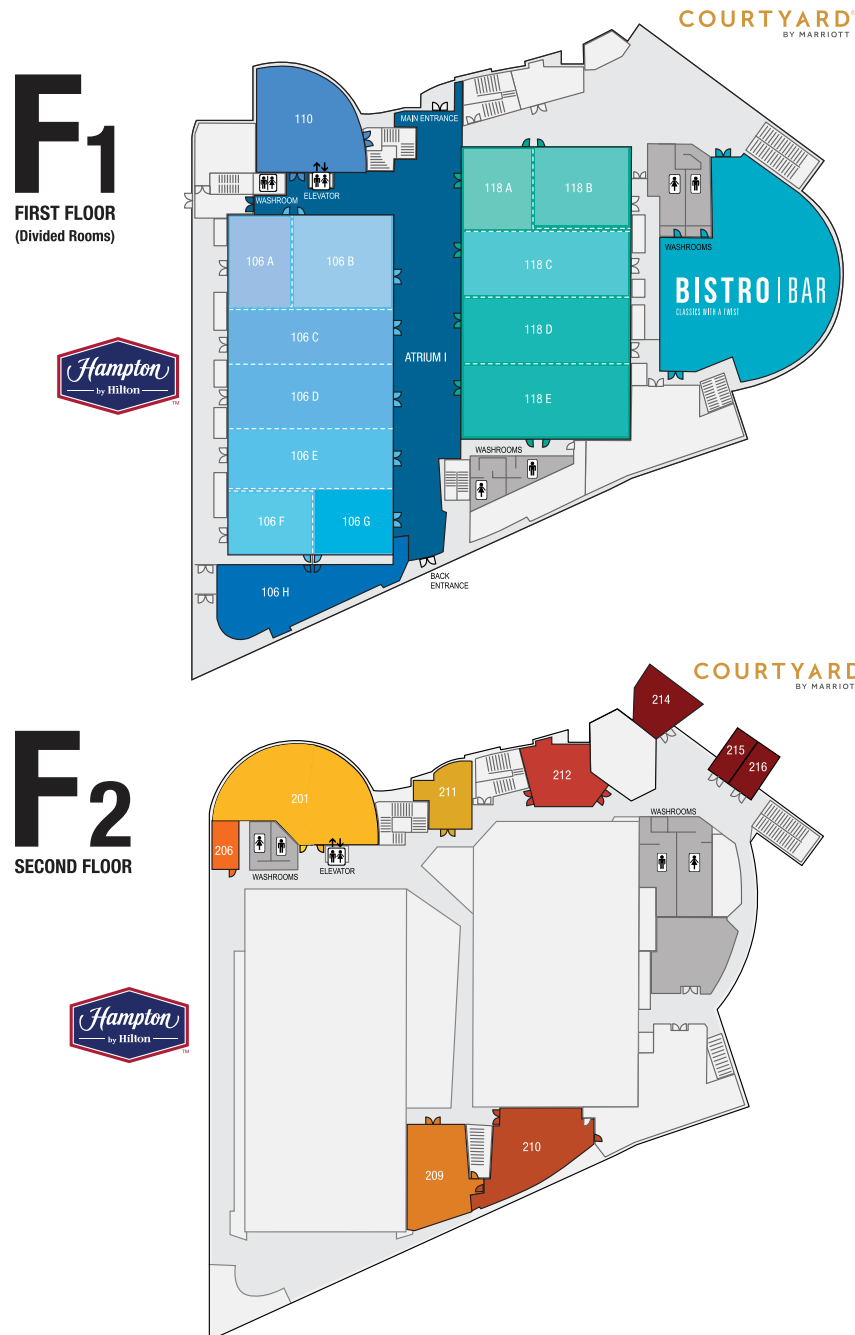 COURTYARD
BY MARRIOTT
F1
FIRST FLOOR
(Divided Rooms)
110
MAIN ENTRANCE
WASHROOM
ELEVATOR
118 A
118 B
WASHROOMS
106 A
106 B
118 C
BISTRO | BAR
CLASSICS WITH A TWIST
118 D
106 C
ATRIUM I
Hampton
by Hilton
TM
106 D
118 E
106 E
WASHROOMS
106 F
106 G
BACK
ENTRANCE
106 H
COURTYARD
BY MARRIOTT
F2
SECOND FLOOR
214
215
216
212
201
211
206
WASHROOMS
ELEVATOR
WASHROOMS
Hampton
by Hilton
TM
210
209